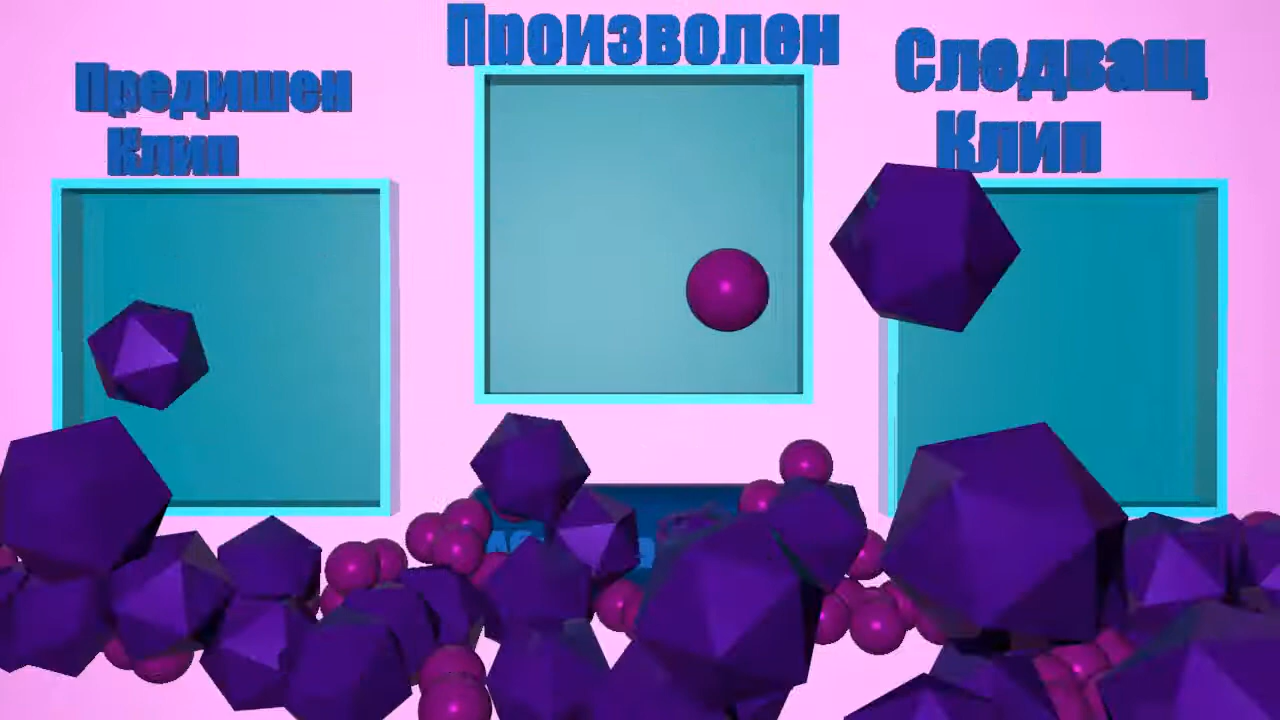 Предишен
Клип
Произволен
Следващ
Клип